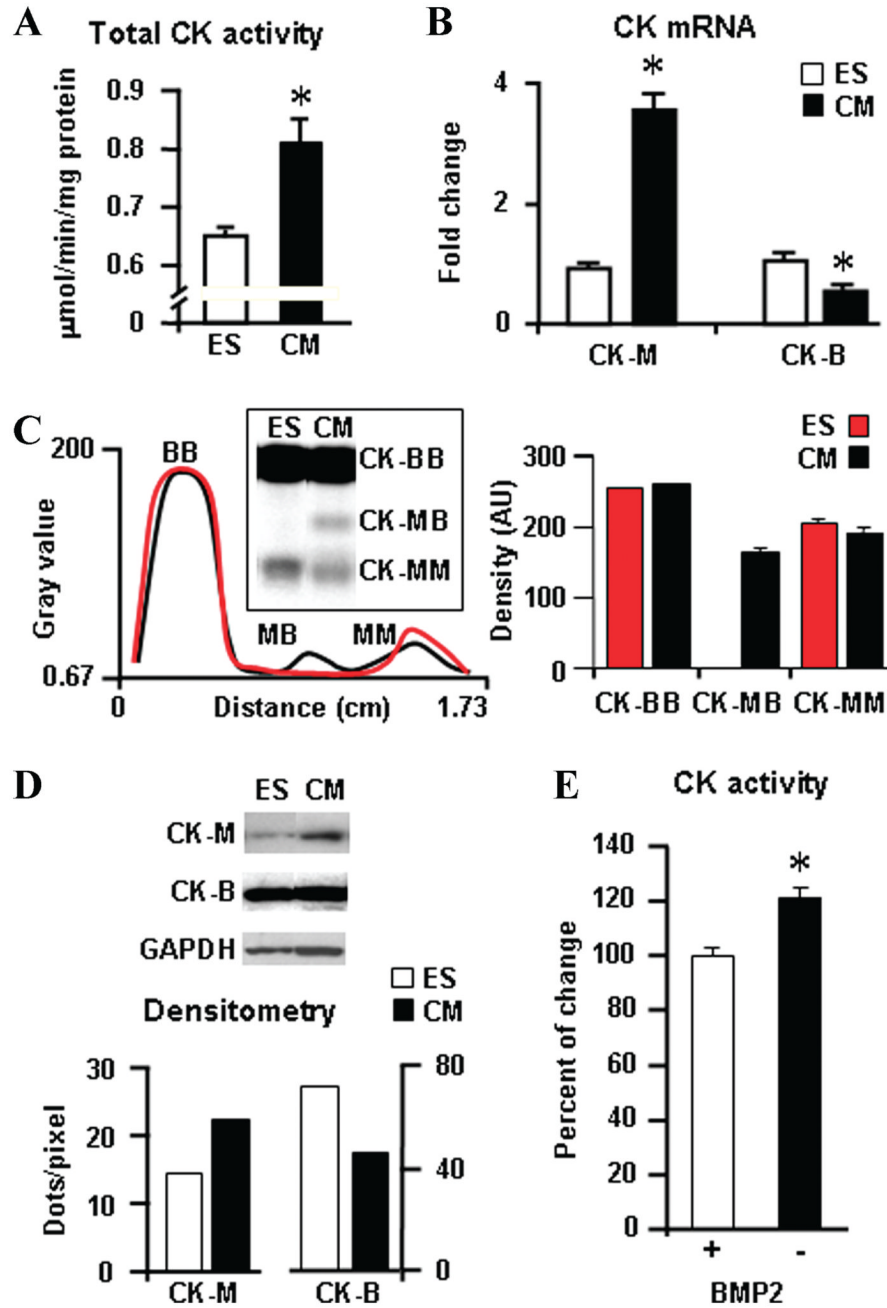 A
Total CK activity
µmol/min/mg protein
0.9
0.8
0.7
0.6
0
*
ES
CM
B
CK mRNA
ES
CM
Fold change
4
2
0
*
*
CK-M
CK-B
C
Gray value
200
0.67
BB
MB
MM
ES CM
CK-BB
CK-MB
CK-MM
0
Distance (cm)
1.73
ES
CM
Density (AU)
300
200
100
0
CK-BB
CK-MB
CK-MM
D
ES CM
CK-M
CK-B
GAPDH
ES
CM
Densitometry
Dots/pixel
30
20
10
0
80
40
0
CK-M
CK-B
E
CK activity
Percent of change
140
120
100
80
60
40
20
0
*
+
-
BMP2